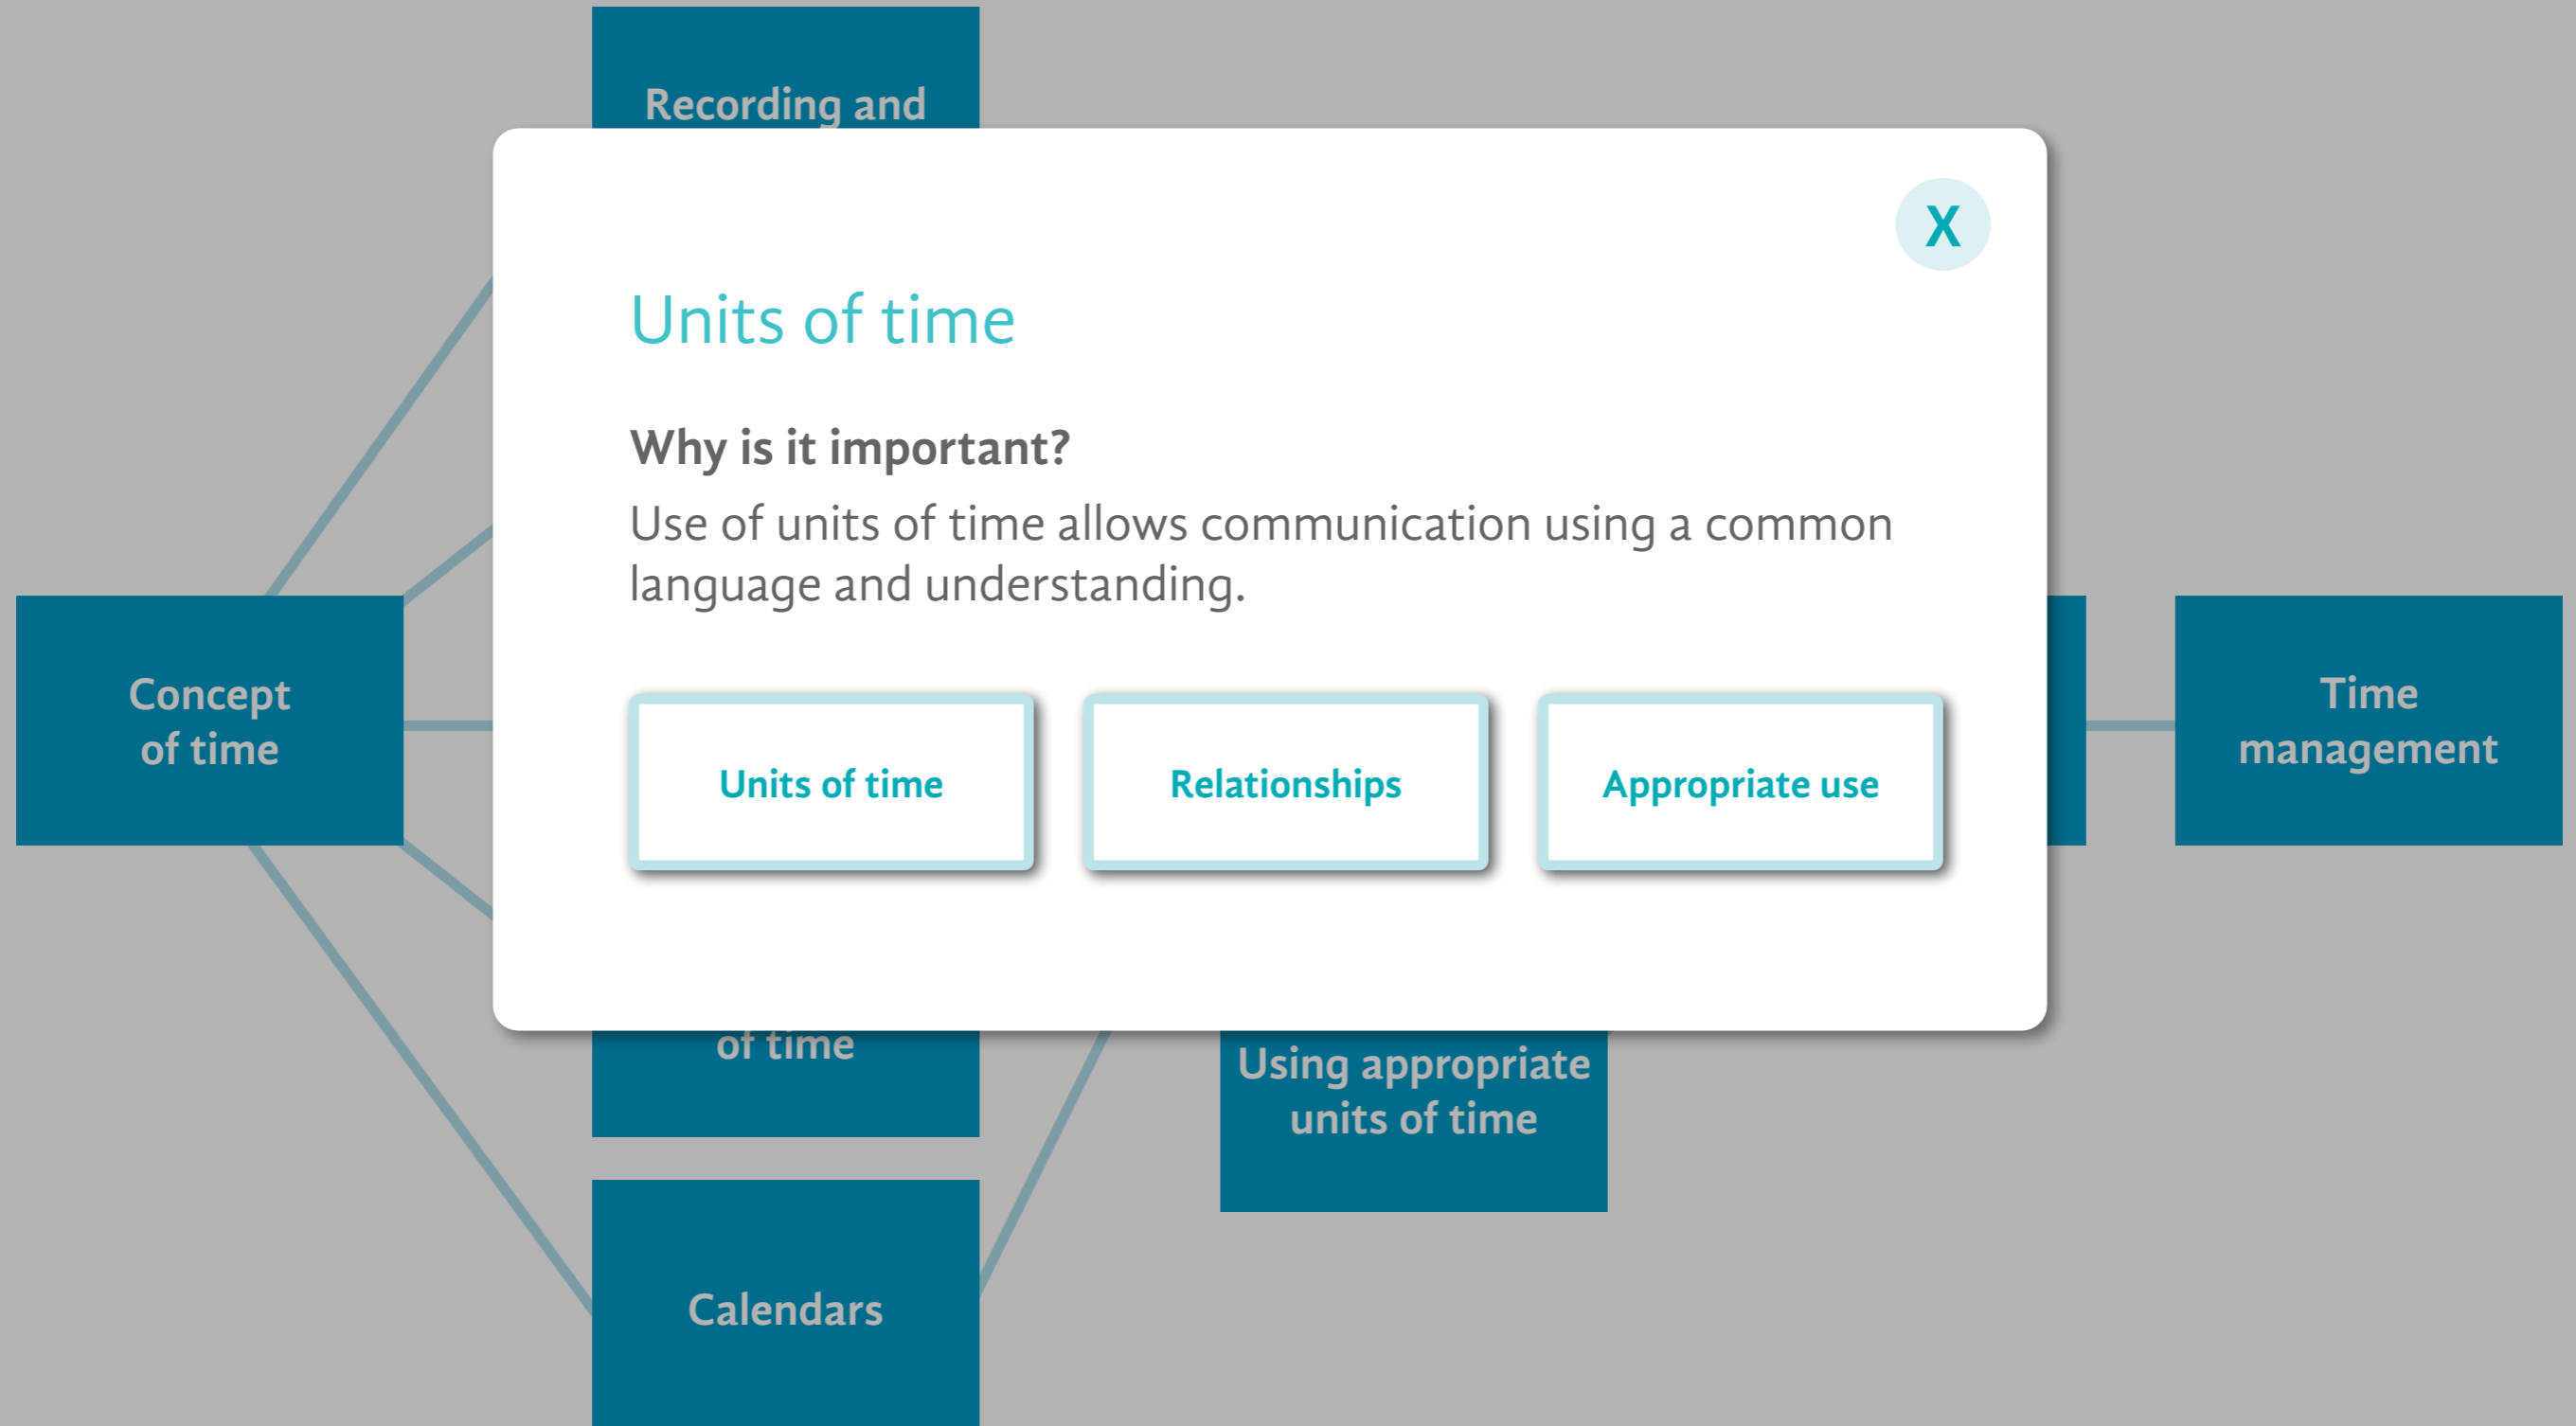 Recording and
X
Units of time
Why is it important?
Use of units of time allows communication using a common
language and understanding.
Concept
of time
Units of time
Relationships
Appropriate use
Time
management
of time
Using appropriate
units of time
Calendars